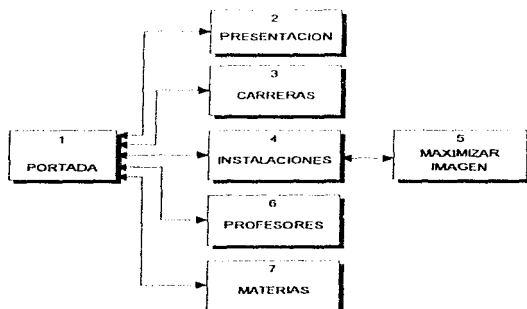 1
PORTADA
2
PRESENTACION
3
CARRERAS
4
INSTALACIONES
5
MAXIMIZAR
IMAGEN
6
PROFESORES
7
MATERIAS